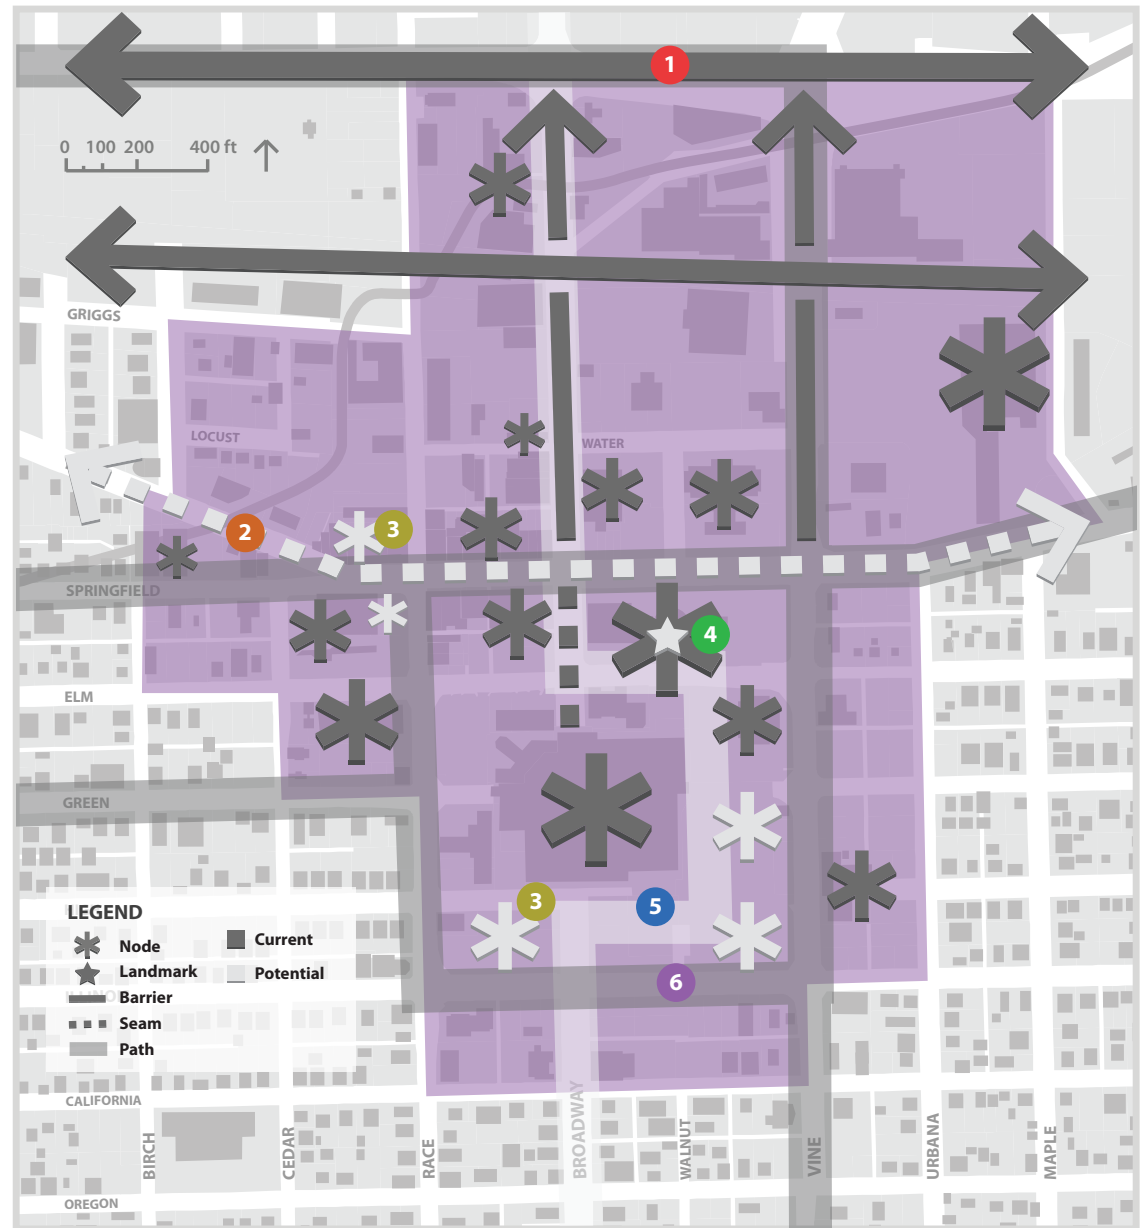 1
0 100 200 400 ft
GRIGGS
LOCUST
WATER
2
3
SPRINGFIELD
4
ELM
GREEN
3
5
6
LEGEND
Node
Landmark
Barrier
Seam
Path
Current
Potential
ILLINOIS
CALIFORNIA
BIRCH
CEDAR
RACE
BROADWAY
WALNUT
VINE
URBANA
MAPLE
OREGON